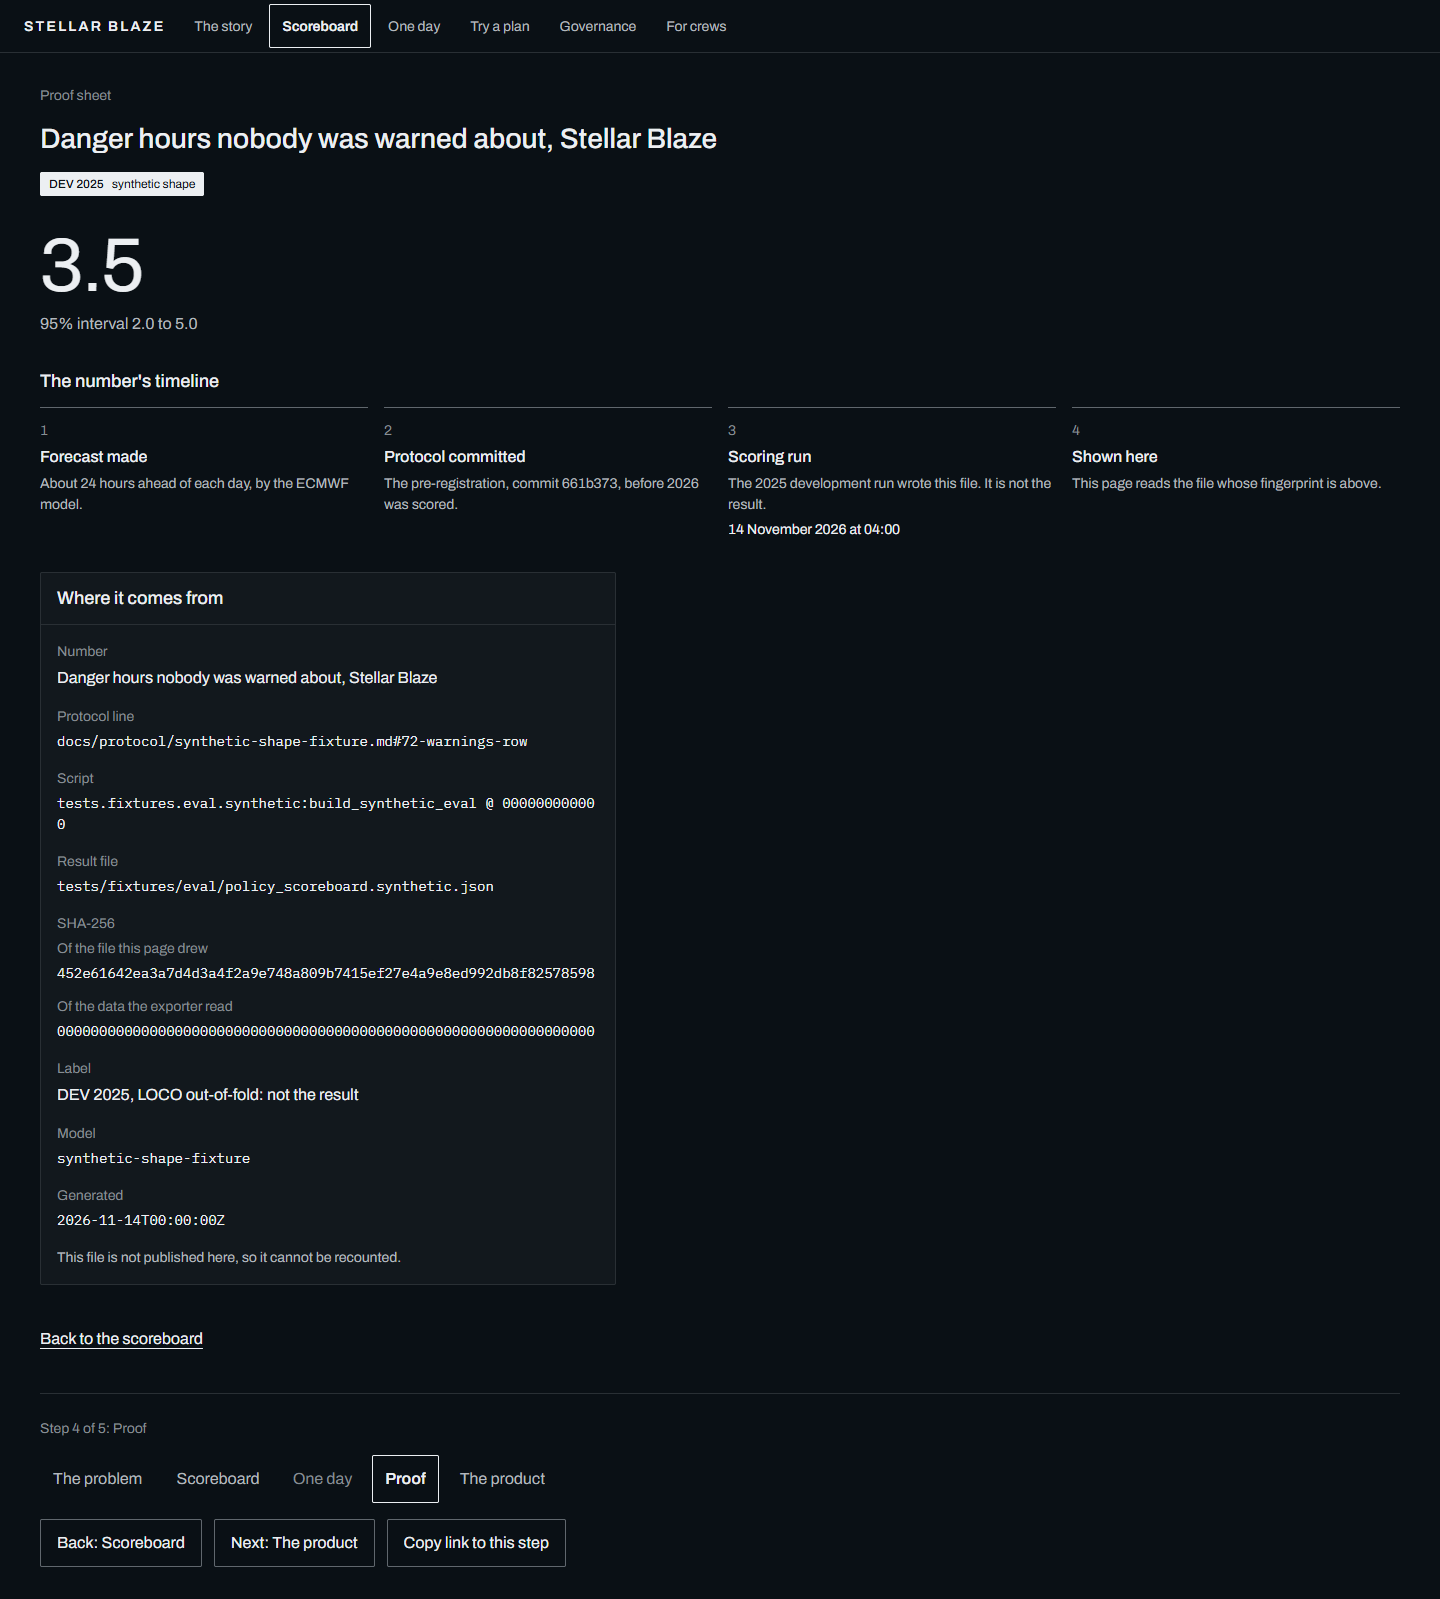 STELLAR BLAZE The story Scoreboard One day Try a plan Governance For crews
Proof sheet
Danger hours nobody was warned about, Stellar Blaze
DEV 2025 synthetic shape
3.5
95% interval 2.0 to 5.0
The number's timeline
1
Forecast made
About 24 hours ahead of each day, by the ECMWF
model.
2
Protocol committed
The pre-registration, commit 661b373, before 2026
was scored.
3
Scoring run
The 2025 development run wrote this file. It is not the
result.
14 November 2026 at 04:00
4
Shown here
This page reads the file whose fingerprint is above.
Where it comes from
Number
Danger hours nobody was warned about, Stellar Blaze
Protocol line
docs/protocol/synthetic-shape-fixture.md#72-warnings-row
Script
tests.fixtures.eval.synthetic:build_synthetic_eval @ 00000000000
0
Result file
tests/fixtures/eval/policy_scoreboard.synthetic.json
SHA-256
Of the file this page drew
452e61642ea3a7d4d3a4f2a9e748a809b7415ef27e4a9e8ed992db8f82578598
Of the data the exporter read
0000000000000000000000000000000000000000000000000000000000000000
Label
DEV 2025, LOCO out-of-fold: not the result
Model
synthetic-shape-fixture
Generated
2026-11-14T00:00:00Z
This file is not published here, so it cannot be recounted.
Back to the scoreboard
Step 4 of 5: Proof
The problem Scoreboard One day Proof The product
Back: Scoreboard Next: The product Copy link to this step